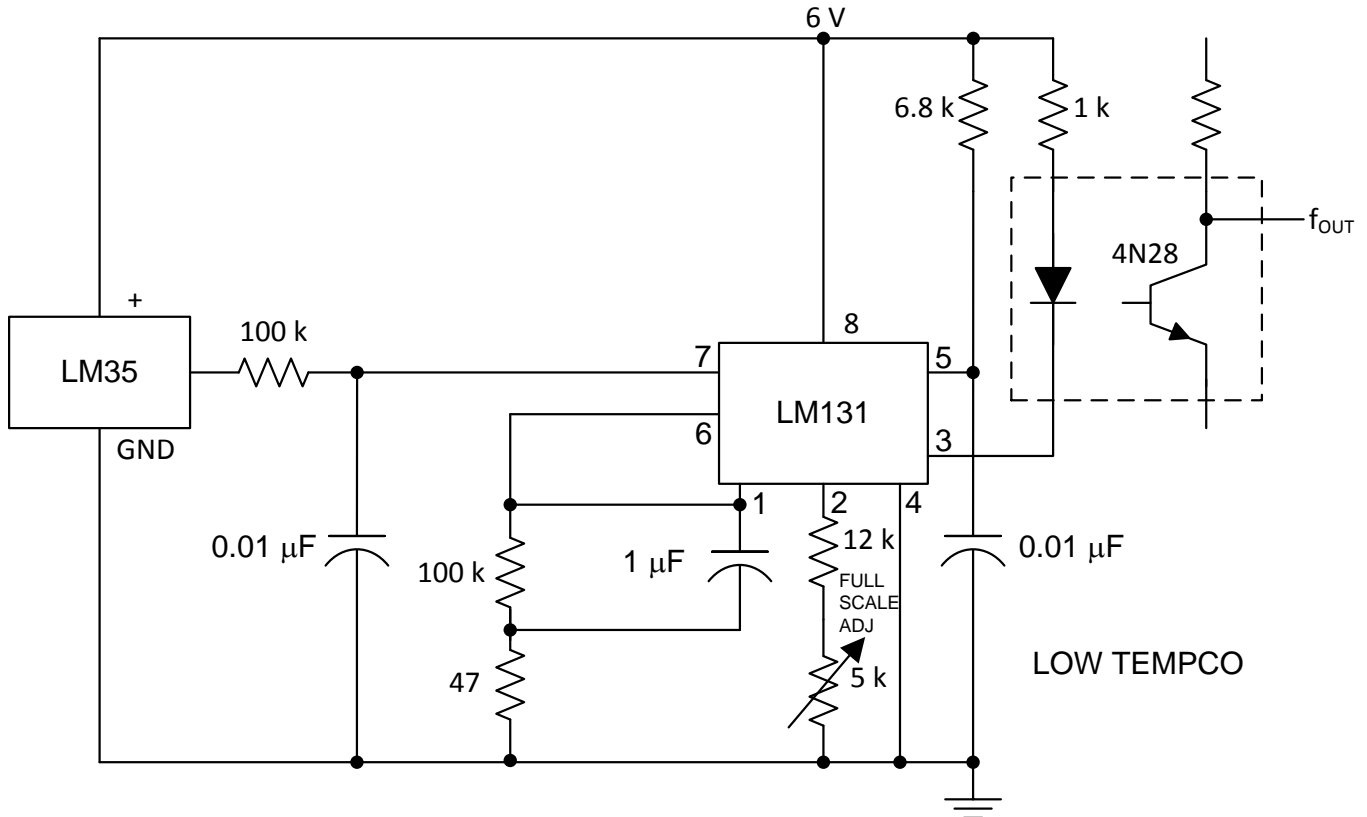 6 V
6.8 k
1 k
f_OUT
4N28
+
LM35
GND
100 k
7
8
5
LM131
6
3
1
2
4
0.01 μF
100 k
1 μF
12 k
0.01 μF
FULL
SCALE
ADJ
5 k
47
LOW TEMPCO